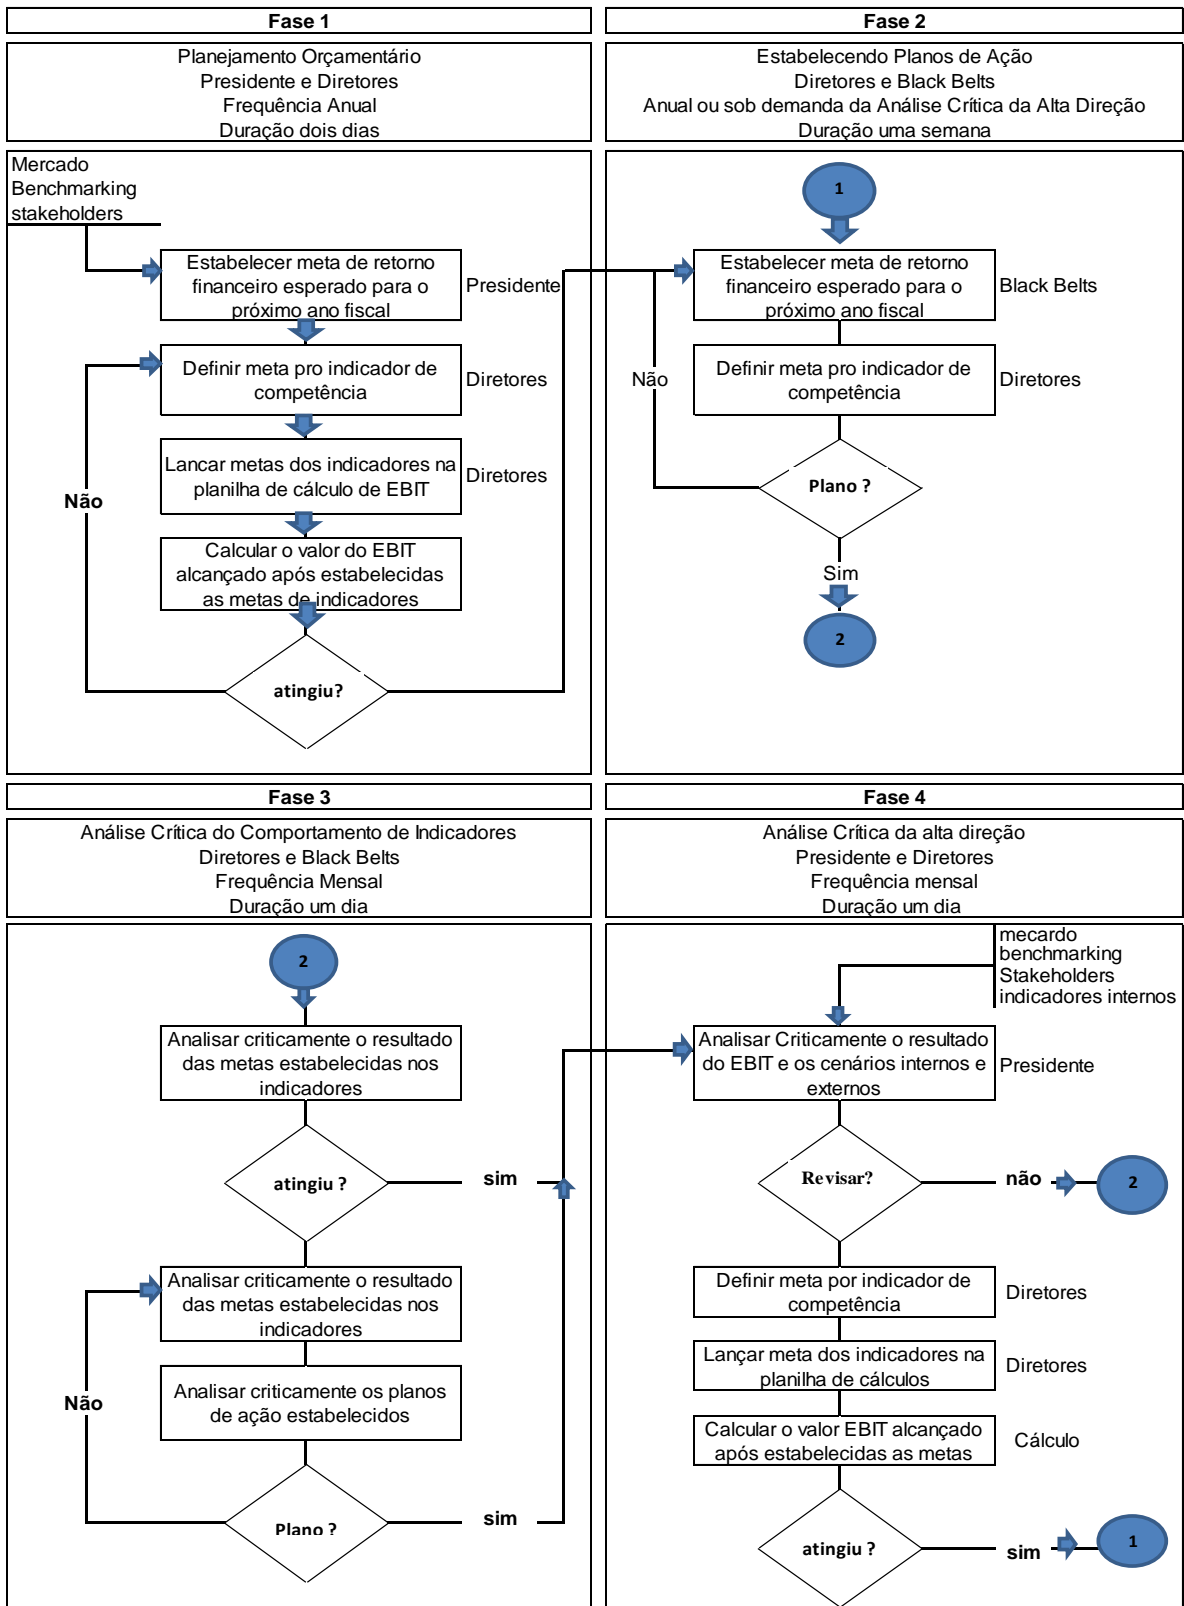 Fase 1
Planejamento Orçamentário
Presidente e Diretores
Frequência Anual
Duração dois dias
Mercado
Benchmarking
stakeholders
Estabelecer meta de retorno
financeiro esperado para o
próximo ano fiscal
Presidente
Definir meta pro indicador de
competência
Diretores
Lancar metas dos indicadores na
planilha de cálculo de EBIT
Diretores
Não
Calcular o valor do EBIT
alcançado após estabelecidas
as metas de indicadores
atingiu?
Fase 2
Estabelecendo Planos de Ação
Diretores e Black Belts
Anual ou sob demanda da Análise Crítica da Alta Direção
Duração uma semana
1
Estabelecer meta de retorno
financeiro esperado para o
próximo ano fiscal
Black Belts
Não
Definir meta pro indicador de
competência
Diretores
Plano ?
Sim
2
Fase 3
Análise Crítica do Comportamento de Indicadores
Diretores e Black Belts
Frequência Mensal
Duração um dia
2
Analisar criticamente o resultado
das metas estabelecidas nos
indicadores
atingiu ?
sim
Analisar criticamente o resultado
das metas estabelecidas nos
indicadores
Não
Analisar criticamente os planos
de ação estabelecidos
Plano ?
sim
Fase 4
Análise Crítica da alta direção
Presidente e Diretores
Frequência mensal
Duração um dia
mecardo
benchmarking
Stakeholders
indicadores internos
Analisar Criticamente o resultado
do EBIT e os cenários internos e
externos
Presidente
Revisar?
não
2
Definir meta por indicador de
competência
Diretores
Lançar meta dos indicadores na
planilha de cálculos
Diretores
Calcular o valor EBIT alcançado
após estabelecidas as metas
Cálculo
atingiu ?
sim
1